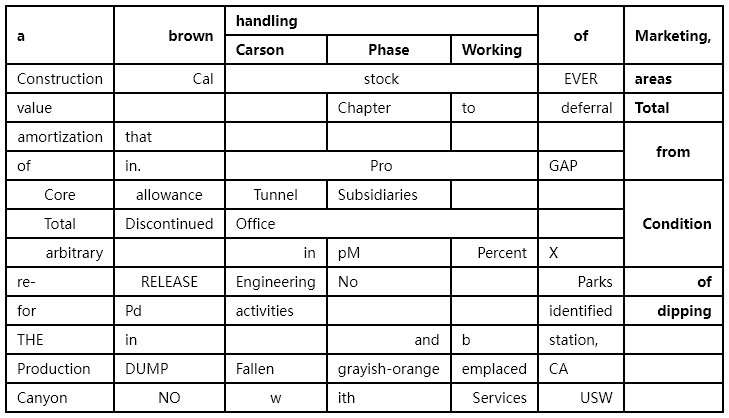 a brown handling of Marketing,
Carson Phase Working
Construction Cal stock EVER areas
value Chapter to deferral Total
amortization that from
of in. Pro GAP
Core allowance Tunnel Subsidiaries Condition
Total Discontinued Office
arbitrary in pM Percent X
re- RELEASE Engineering No Parks of
for Pd activities identified dipping
THE in and b station,
Production DUMP Fallen grayish-orange emplaced CA
Canyon NO w ith Services USW